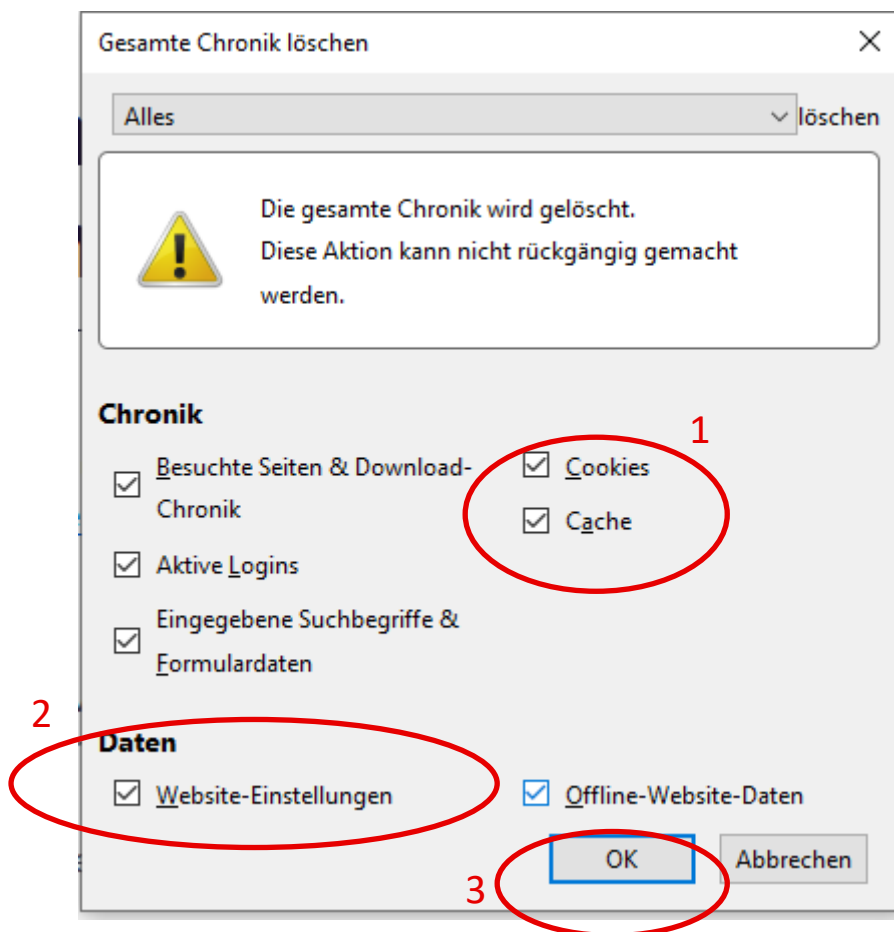 Gesamte Chronik löschen
Alles
löschen
Die gesamte Chronik wird gelöscht.
Diese Aktion kann nicht rückgängig gemacht
werden.
Chronik
1
Besuchte Seiten & Download-
Chronik
Cookies
Cache
Aktive Logins
Eingegebene Suchbegriffe &
Formulardaten
2
Daten
Website-Einstellungen
Offline-Website-Daten
OK
Abbrechen
3